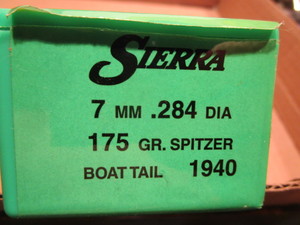 SIERRA
7 MM .284 DIA
175 GR. SPITZER
BOAT TAIL 1940